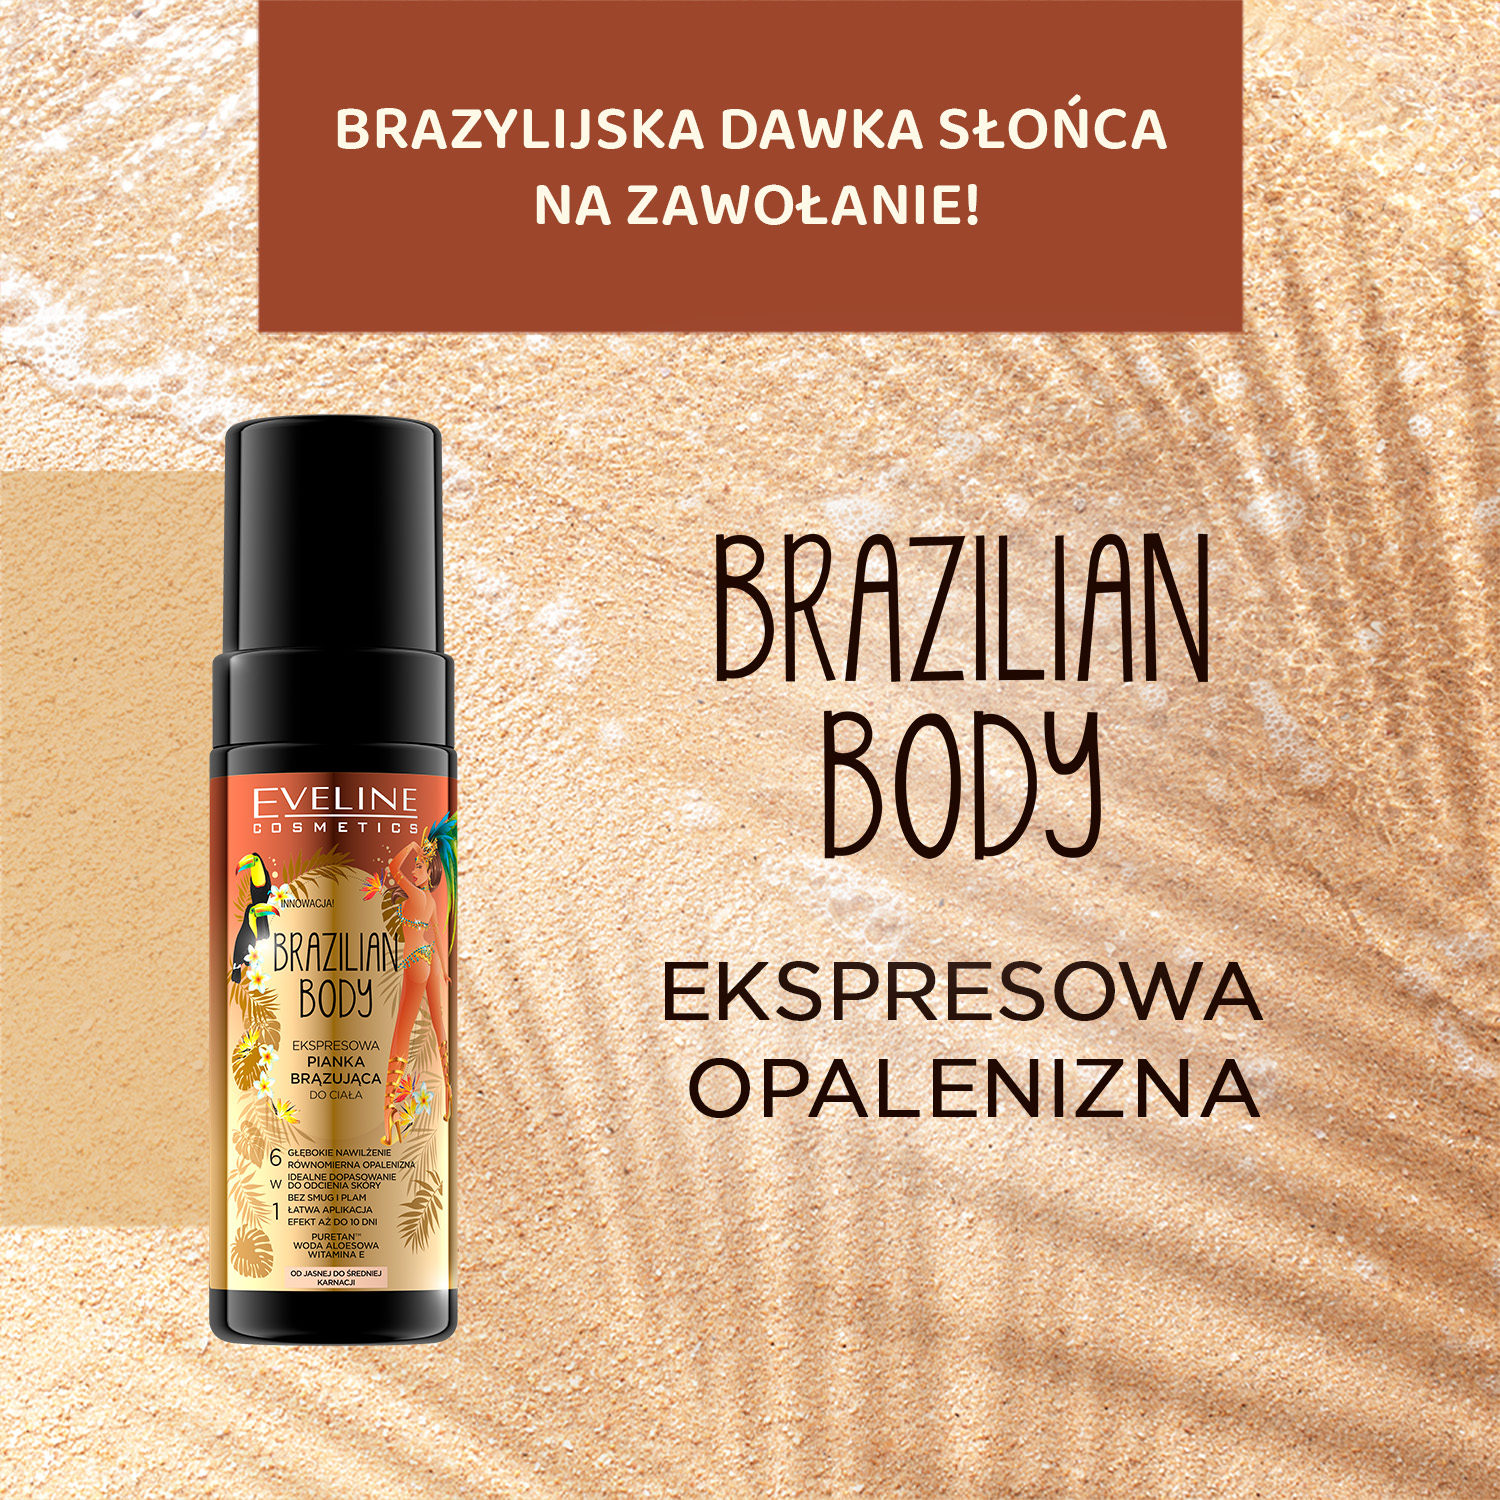 BRAZYLIJSKA DAWKA SŁOŃCA
NA ZAWOŁANIE!
BRAZILIAN
BODY
EKSPRESOWA
OPALENIZNA
EVELINE
COSMETICS
INNOWACJA!
BRAZILIAN
BODY
EKSPRESOWA
PIANKA
BRĄZUJĄCA
DO CIAŁA
6 W 1
GŁĘBOKIE NAWILŻENIE
RÓWNOMIERNA OPALENIZNA
IDEALNE DOPASOWANIE
DO ODCIENIA SKÓRY
BEZ SMUG I PLAM
ŁATWA APLIKACJA
EFEKT AŻ DO 10 DNI
PURETAN™
WODA ALOESOWA
WITAMINA E
OD JASNEJ DO ŚREDNIEJ
KARNACJI